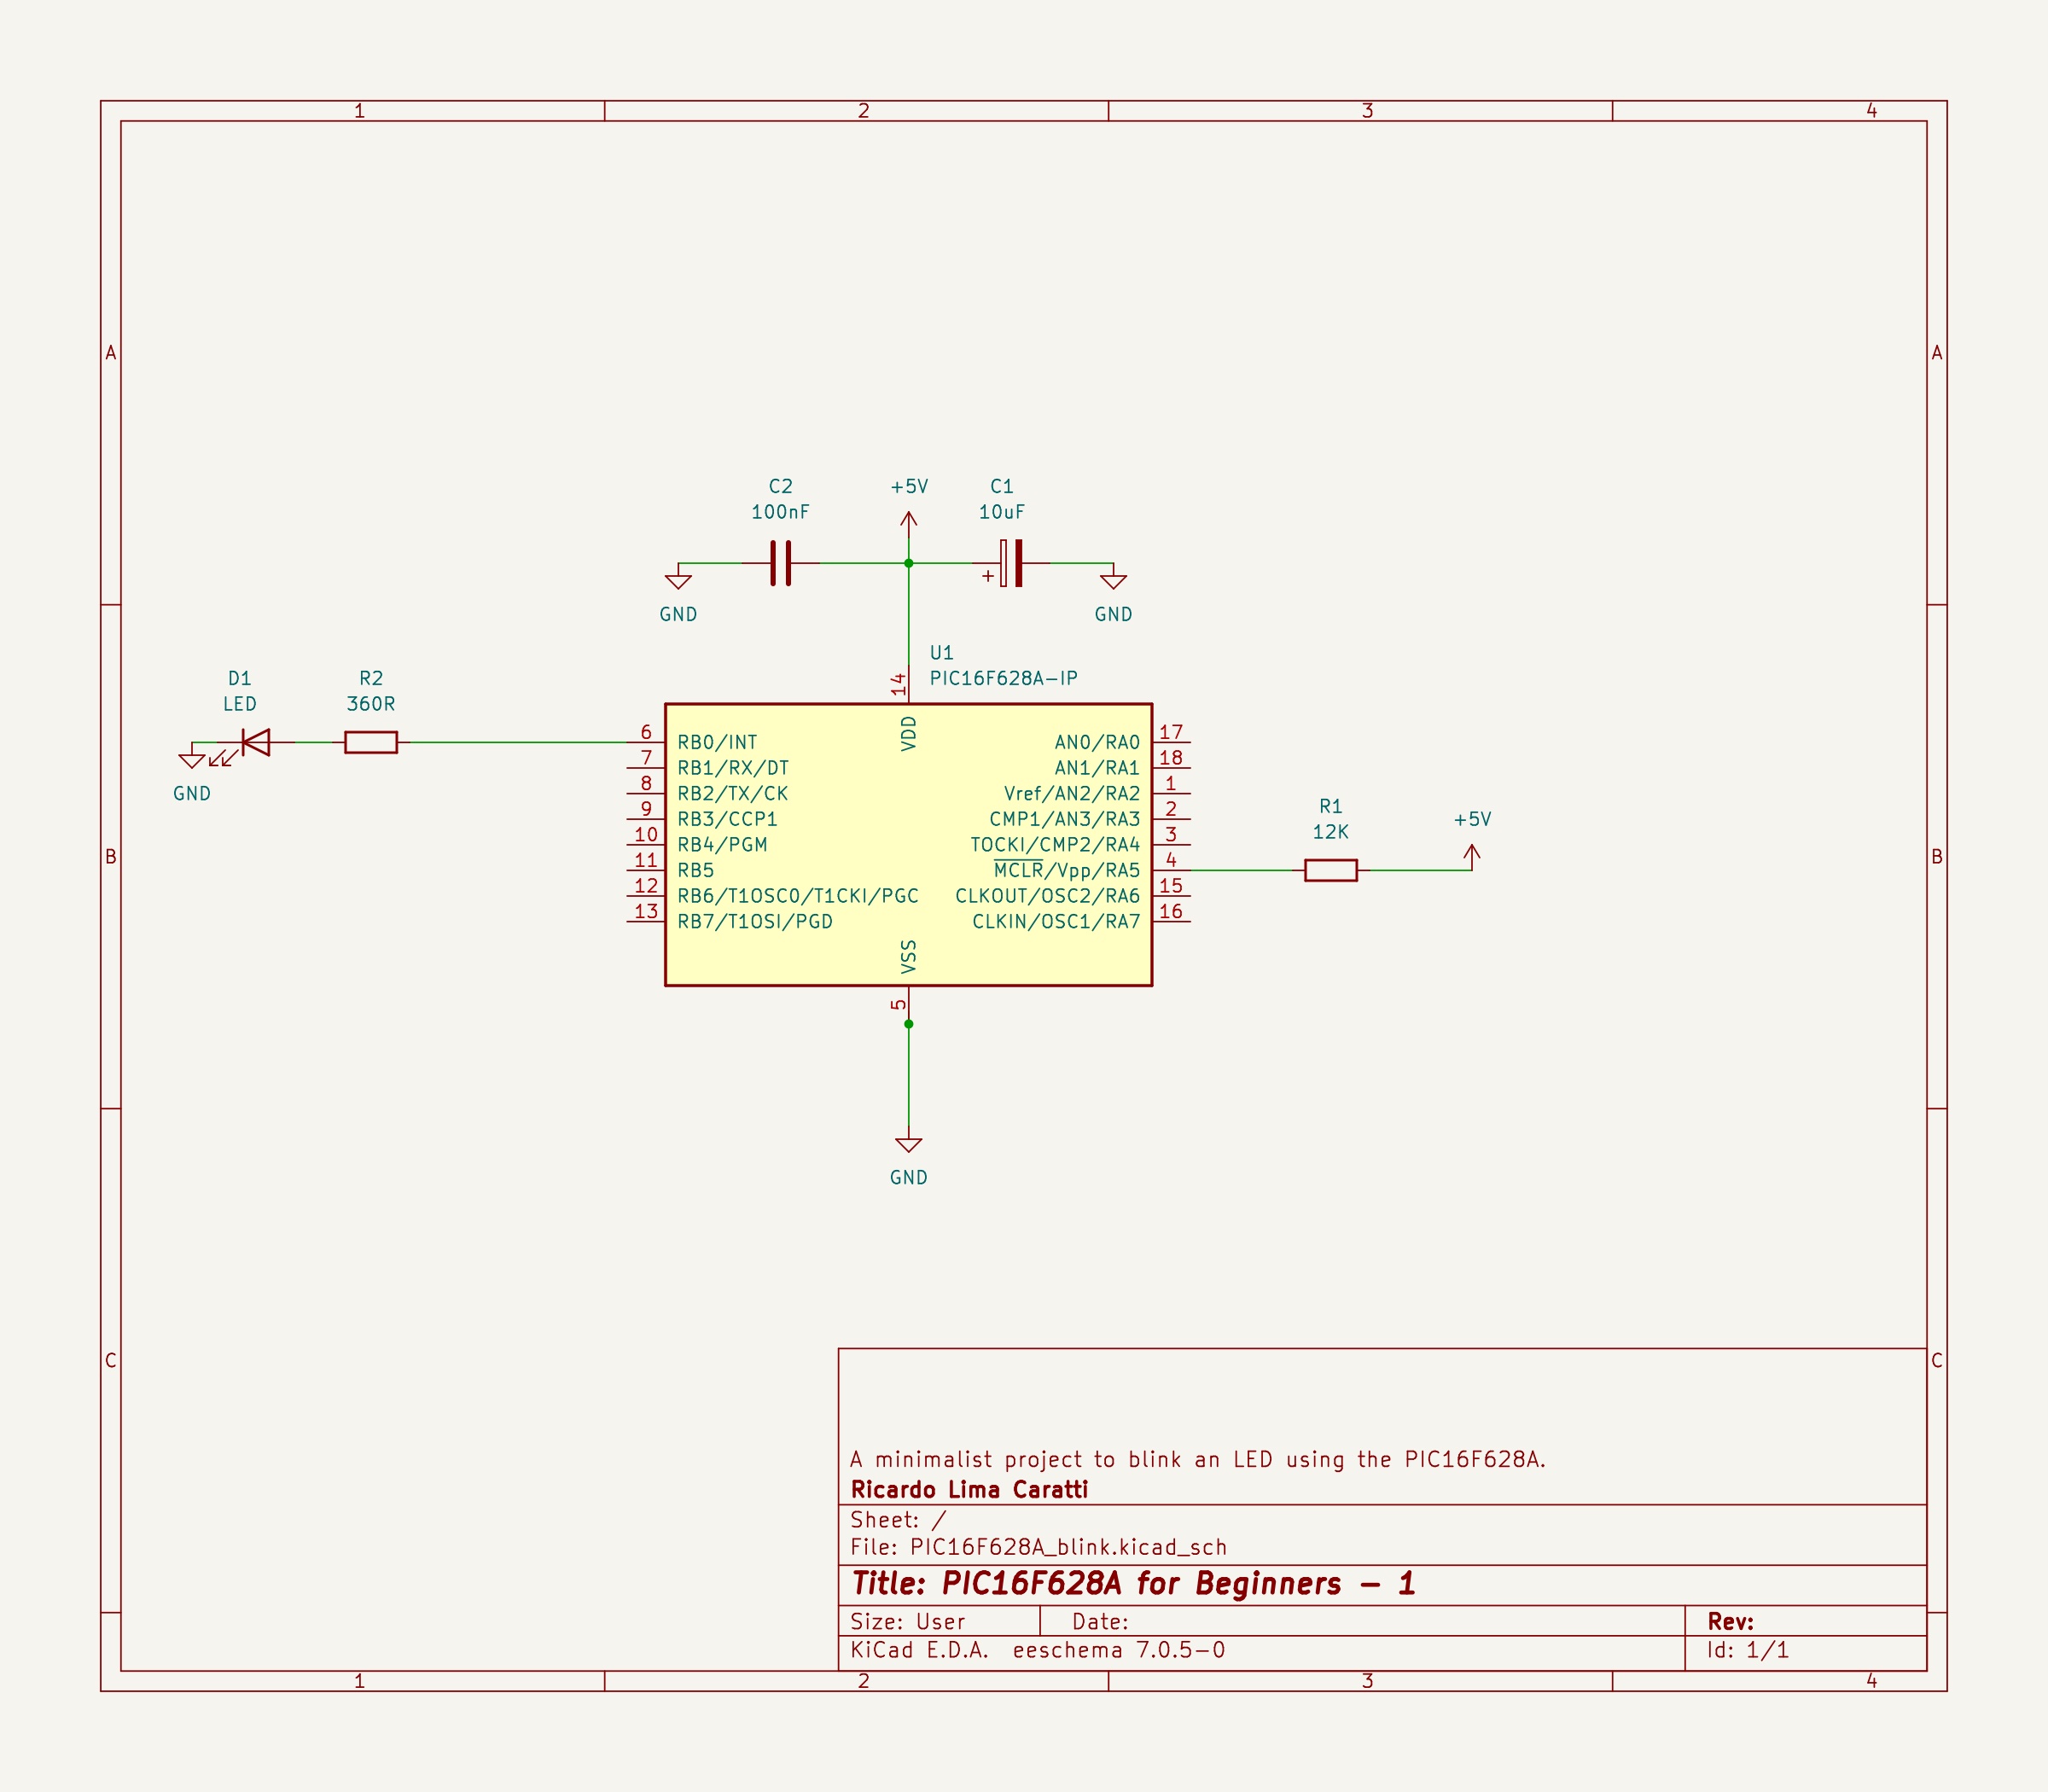 1 2 3 4
A A
C2 +5V C1
100nF 10uF
GND GND
U1
PIC16F628A-IP
D1 R2
LED 360R
GND
14
VDD
6 RB0/INT AN0/RA0 17
7 RB1/RX/DT AN1/RA1 18
8 RB2/TX/CK Vref/AN2/RA2 1
9 RB3/CCP1 CMP1/AN3/RA3 2
10 RB4/PGM TOCKI/CMP2/RA4 3
11 RB5 MCLR/Vpp/RA5 4
12 RB6/T1OSC0/T1CKI/PGC CLKOUT/OSC2/RA6 15
13 RB7/T1OSI/PGD CLKIN/OSC1/RA7 16
VSS
5
R1
12K
+5V
B B
GND
C C
A minimalist project to blink an LED using the PIC16F628A.
Ricardo Lima Caratti
Sheet: /
File: PIC16F628A_blink.kicad_sch
Title: PIC16F628A for Beginners - 1
Size: User Date: Rev:
KiCad E.D.A. eeschema 7.0.5-0 Id: 1/1
1 2 3 4